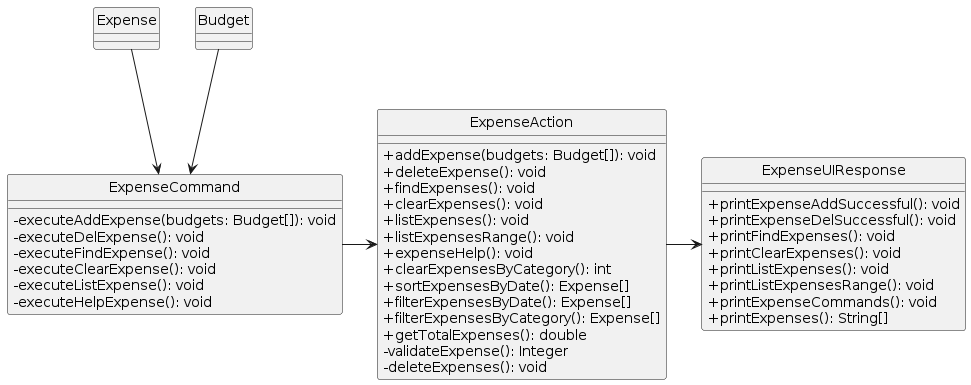 Expense
Budget
ExpenseCommand
-executeAddExpense(budgets: Budget[]): void
-executeDelExpense(): void
-executeFindExpense(): void
-executeClearExpense(): void
-executeListExpense(): void
-executeHelpExpense(): void
ExpenseAction
+addExpense(budgets: Budget[]): void
+deleteExpense(): void
+findExpenses(): void
+clearExpenses(): void
+listExpenses(): void
+listExpensesRange(): void
+expenseHelp(): void
+clearExpensesByCategory(): int
+sortExpensesByDate(): Expense[]
+filterExpensesByDate(): Expense[]
+filterExpensesByCategory(): Expense[]
+getTotalExpenses(): double
-validateExpense(): Integer
-deleteExpenses(): void
ExpenseUIResponse
+printExpenseAddSuccessful(): void
+printExpenseDelSuccessful(): void
+printFindExpenses(): void
+printClearExpenses(): void
+printListExpenses(): void
+printListExpensesRange(): void
+printExpenseCommands(): void
+printExpenses(): String[]